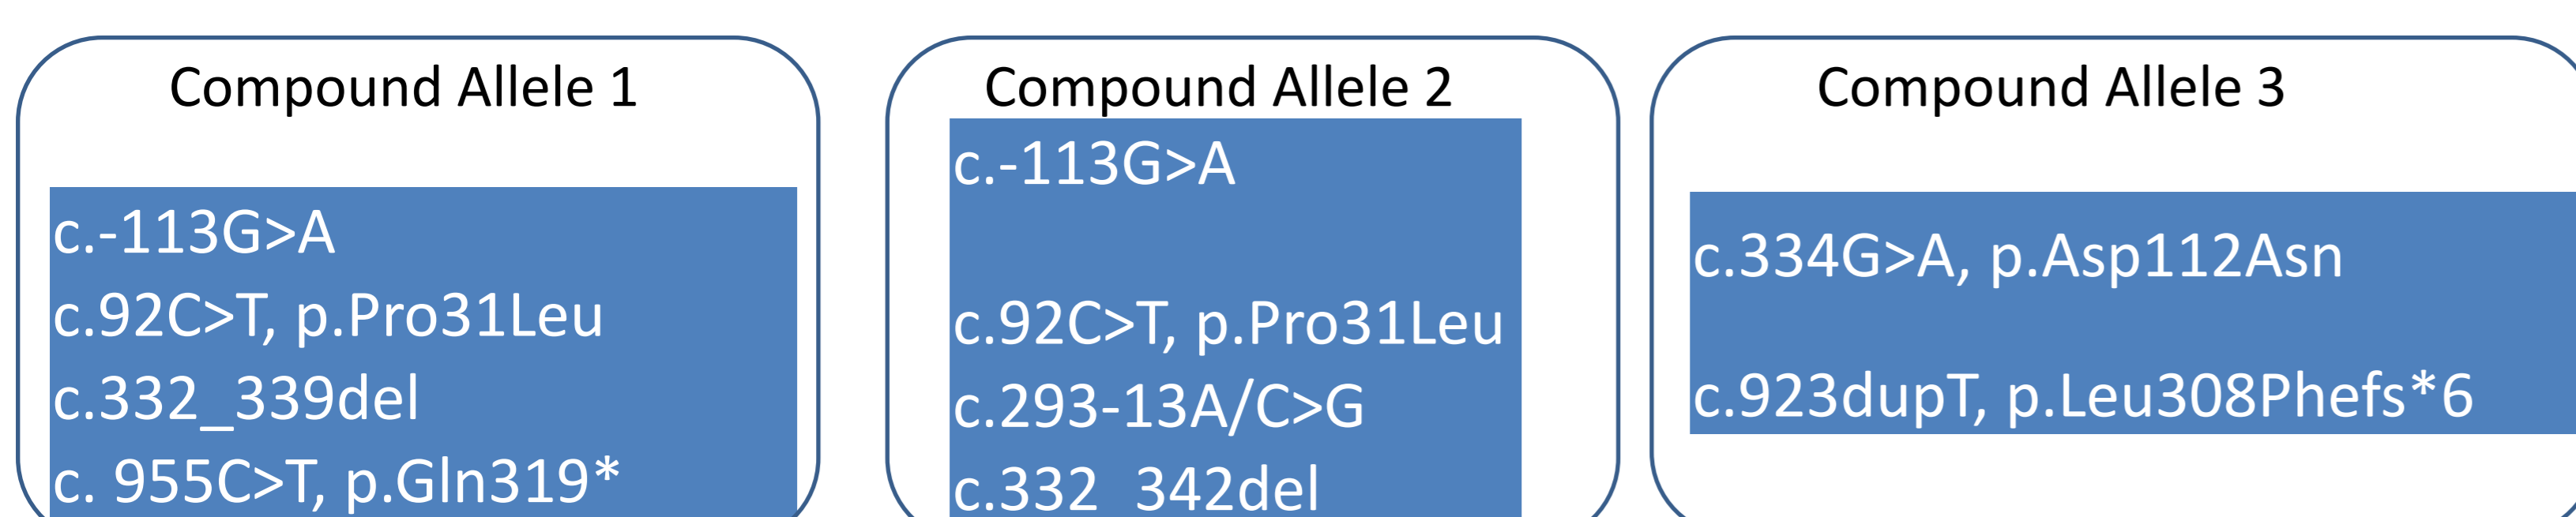 Compound Allele 1
c.-113G>A
c.92C>T, p.Pro31Leu
c.332_339del
c. 955C>T, p.Gln319*
Compound Allele 2
c.-113G>A
c.92C>T, p.Pro31Leu
c.293-13A/C>G
c.332_342del
Compound Allele 3
c.334G>A, p.Asp112Asn
c.923dupT, p.Leu308Phefs*6